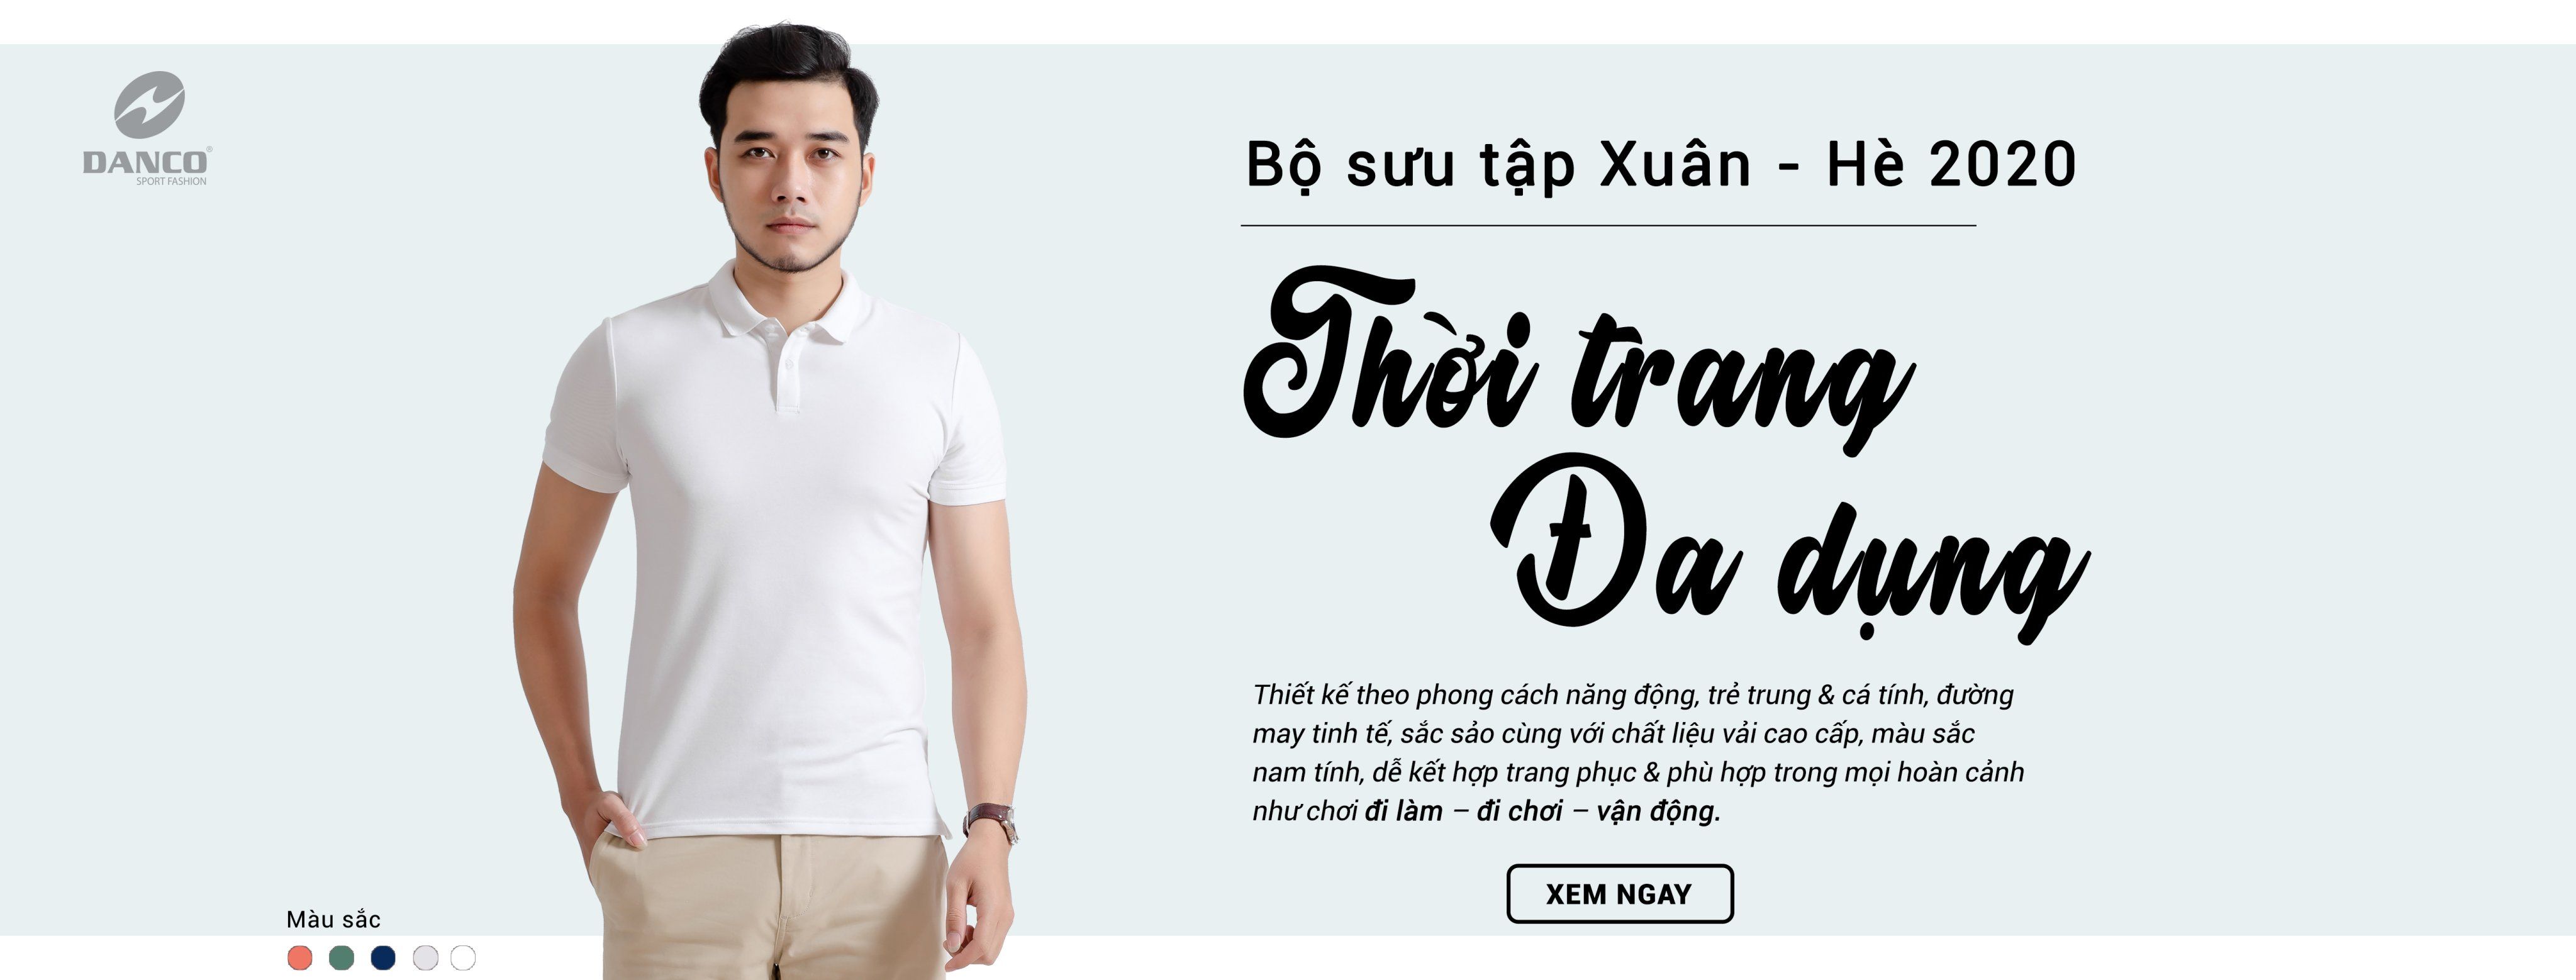 DANCO®
SPORT FASHION
Bộ sưu tập Xuân - Hè 2020
Thời trang
Đa dụng
Thiết kế theo phong cách năng động, trẻ trung & cá tính, đường
may tinh tế, sắc sảo cùng với chất liệu vải cao cấp, màu sắc
nam tính, dễ kết hợp trang phục & phù hợp trong mọi hoàn cảnh
như chơi đi làm – đi chơi – vận động.
XEM NGAY
Màu sắc